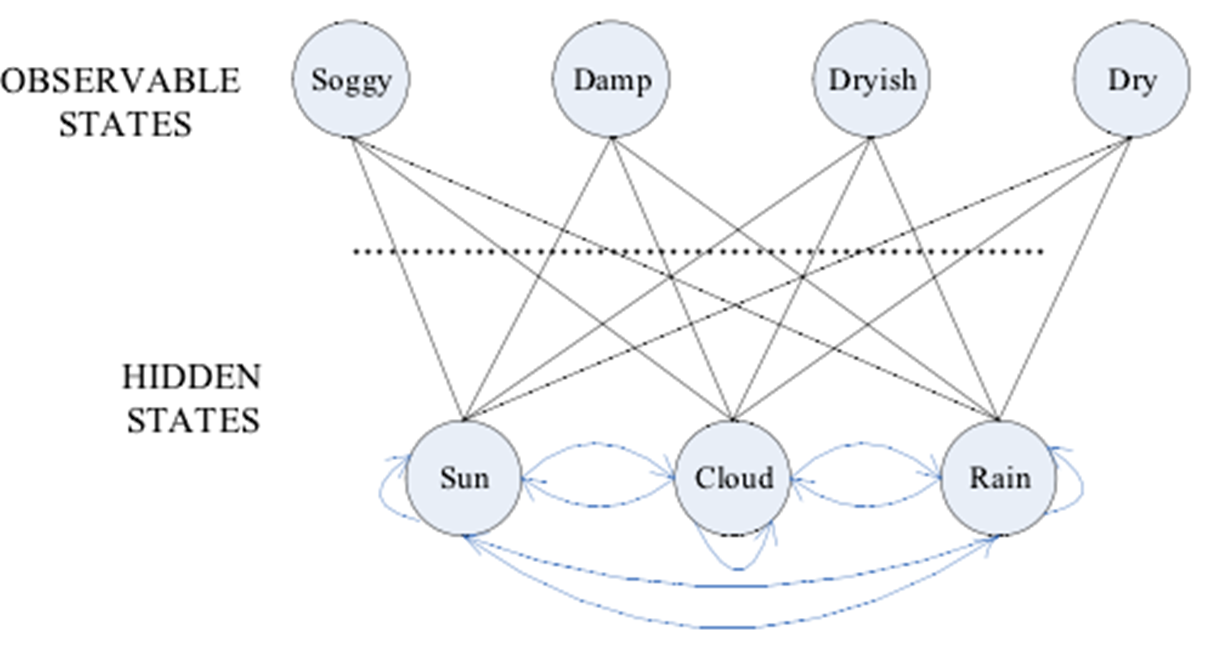 OBSERVABLE
STATES
Soggy
Damp
Dryish
Dry
HIDDEN
STATES
Sun
Cloud
Rain